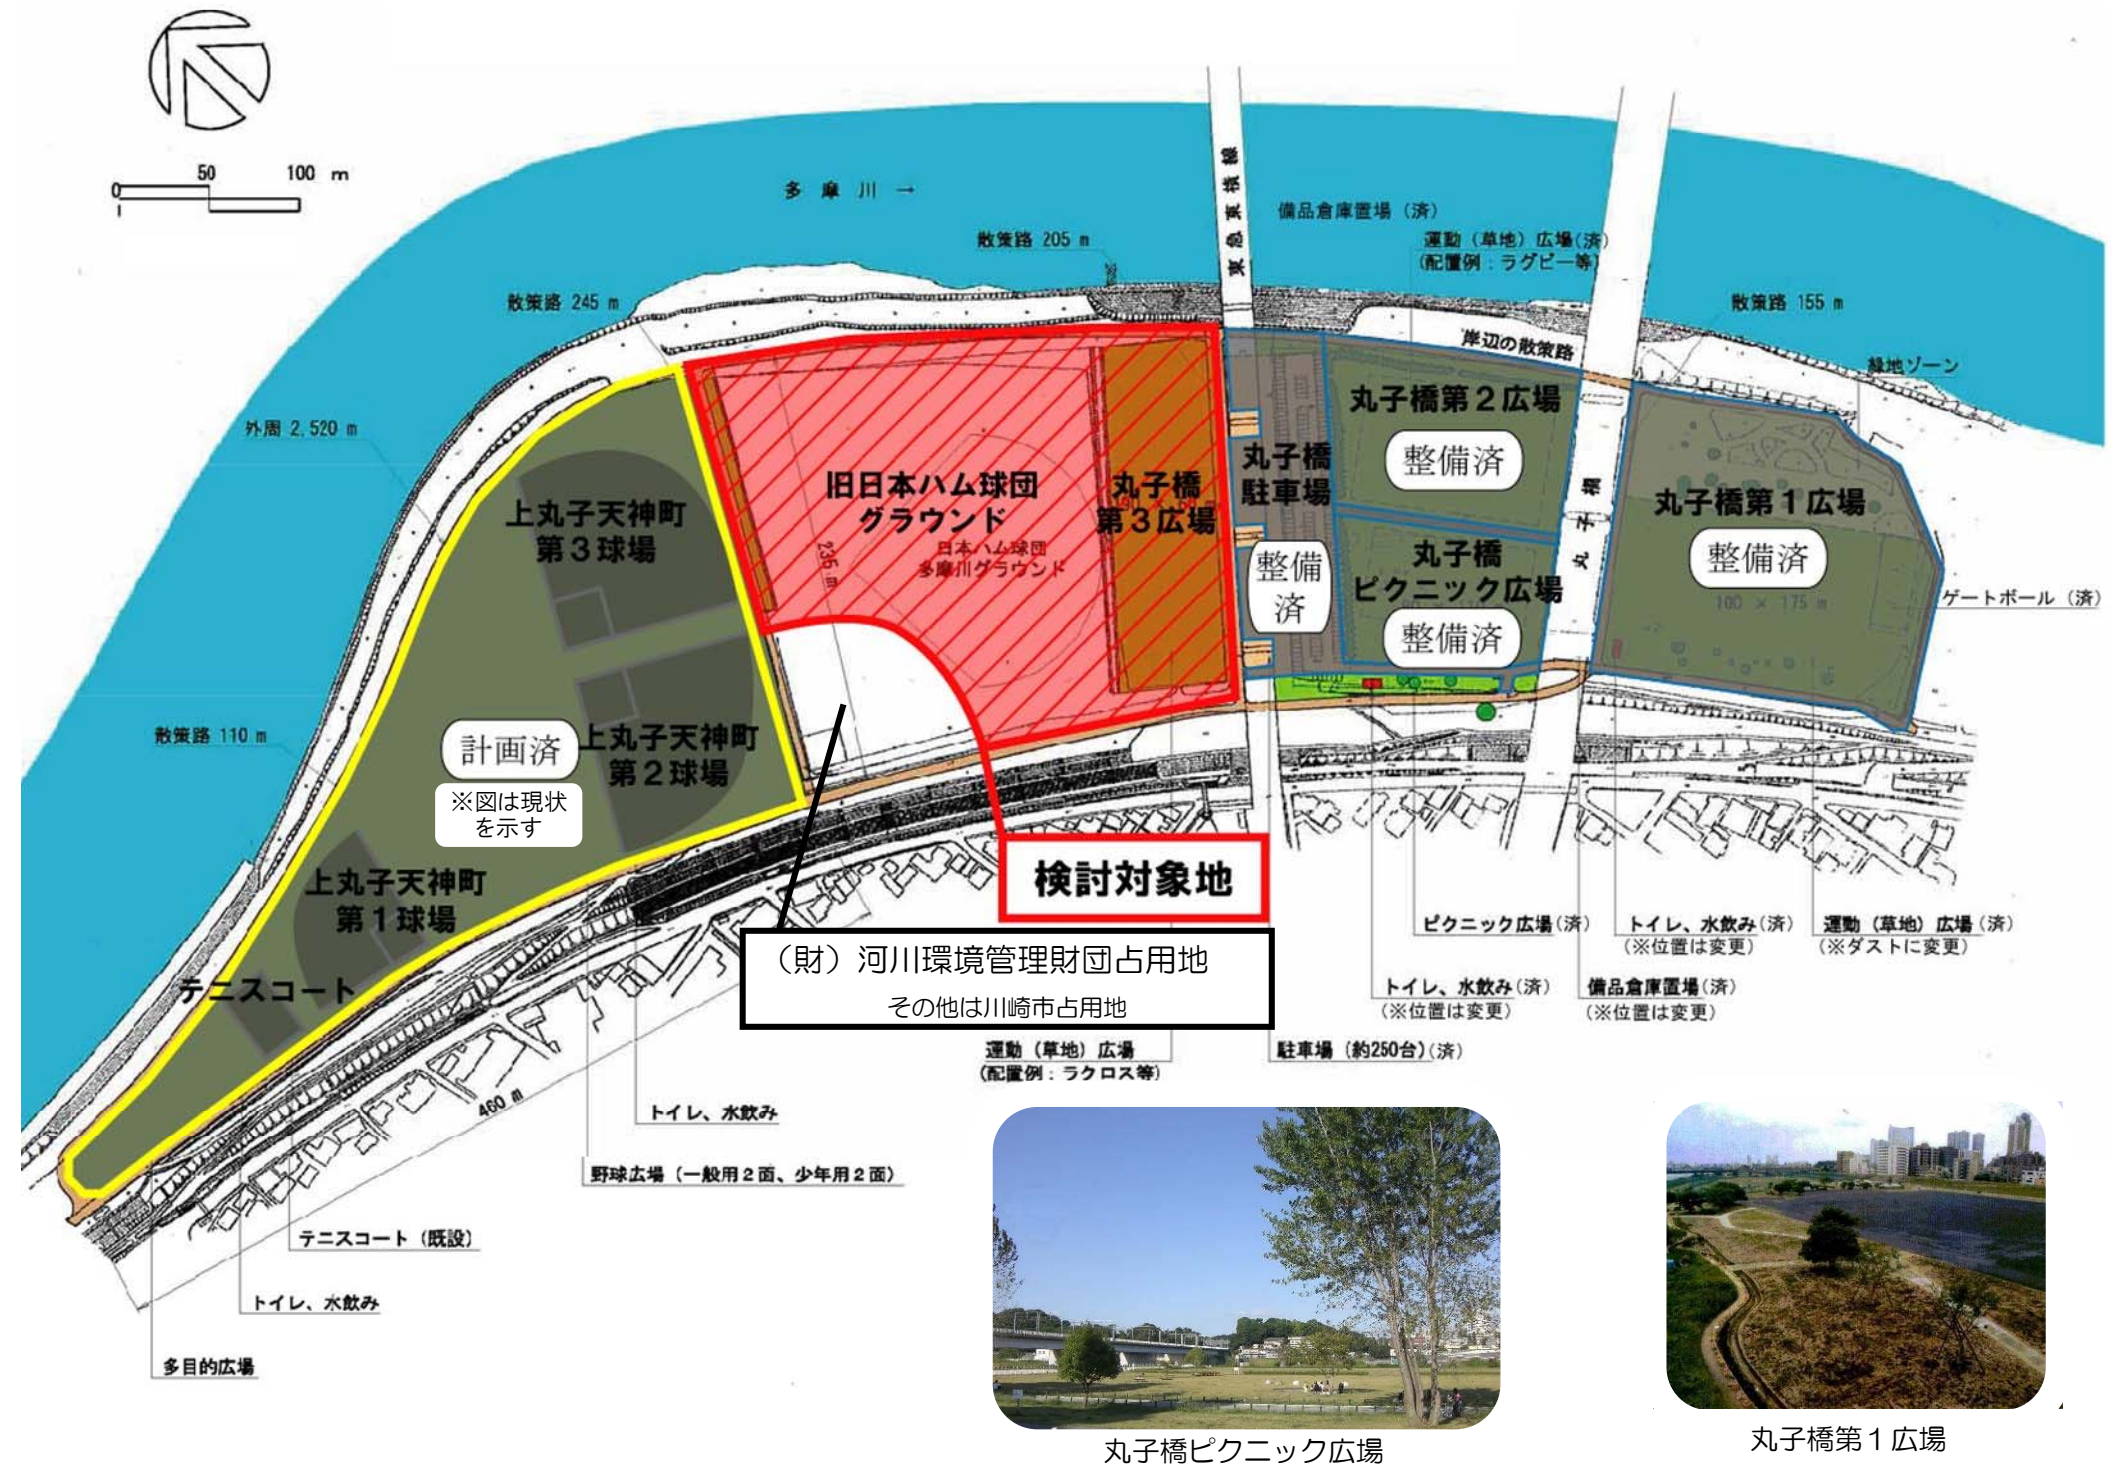 0
50
100 m
多摩川→
東急東横線
備品倉庫置場（済）
運動（草地）広場（済）
（配置例：ラグビー等）
散策路 205 m
散策路 245 m
散策路 155 m
岸辺の散策路
緑地ゾーン
外周 2,520 m
丸子橋第２広場
整備済
旧日本ハム球団
グラウンド
日本ハム球団
多摩川グラウンド
235 m
丸子橋
第３広場
丸子橋
駐車場
整備
済
丸子橋
ピクニック広場
整備済
丸子橋
丸子橋第１広場
整備済
100 × 175 m
ゲートボール（済）
上丸子天神町
第３球場
散策路 110 m
計画済
※図は現状
を示す
上丸子天神町
第２球場
上丸子天神町
第１球場
テニスコート
検討対象地
（財）河川環境管理財団占用地
その他は川崎市占用地
ピクニック広場（済）
トイレ、水飲み（済）
（※位置は変更）
運動（草地）広場（済）
（※ダストに変更）
トイレ、水飲み（済）
（※位置は変更）
備品倉庫置場（済）
（※位置は変更）
運動（草地）広場
（配置例：ラクロス等）
駐車場（約250台）（済）
460 m
トイレ、水飲み
野球広場（一般用２面、少年用２面）
テニスコート（既設）
トイレ、水飲み
多目的広場
丸子橋ピクニック広場
丸子橋第１広場